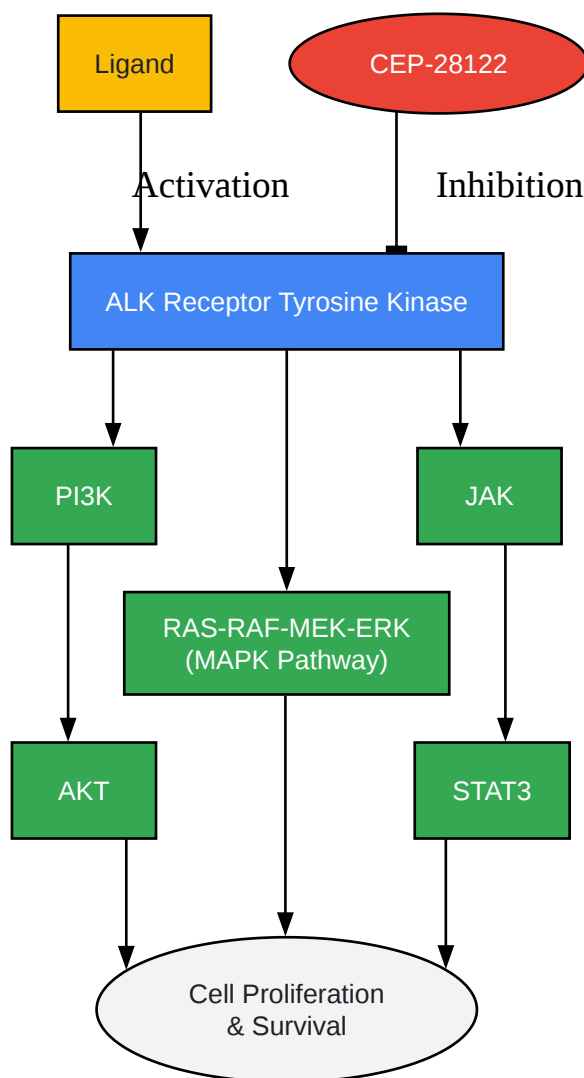 Ligand
CEP-28122
Activation
Inhibition
ALK Receptor Tyrosine Kinase
PI3K
JAK
RAS-RAF-MEK-ERK
(MAPK Pathway)
AKT
STAT3
Cell Proliferation
& Survival